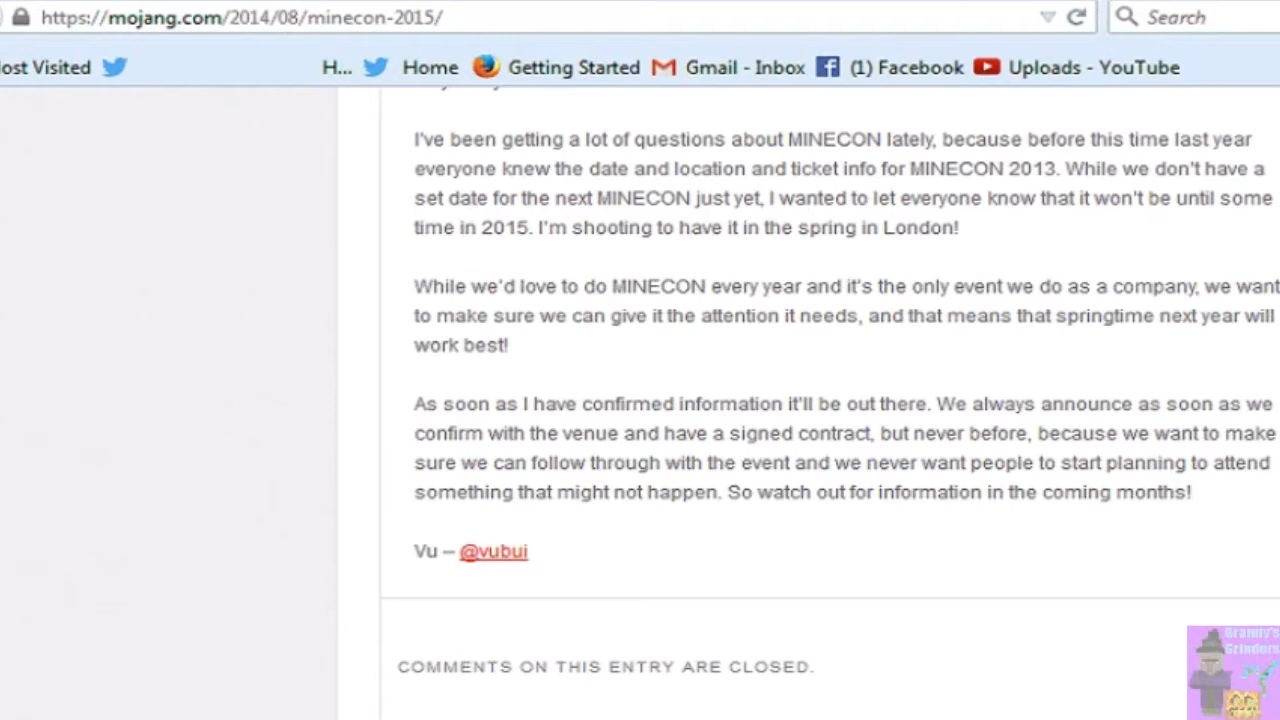 https://mojang.com/2014/08/minecon-2015/
Search
ost Visited
H...
Home
Getting Started
Gmail - Inbox
(1) Facebook
Uploads - YouTube
I've been getting a lot of questions about MINECON lately, because before this time last year
everyone knew the date and location and ticket info for MINECON 2013. While we don't have a
set date for the next MINECON just yet, I wanted to let everyone know that it won't be until some
time in 2015. I'm shooting to have it in the spring in London!
While we'd love to do MINECON every year and it's the only event we do as a company, we want
to make sure we can give it the attention it needs, and that means that springtime next year will
work best!
As soon as I have confirmed information it'll be out there. We always announce as soon as we
confirm with the venue and have a signed contract, but never before, because we want to make
sure we can follow through with the event and we never want people to start planning to attend
something that might not happen. So watch out for information in the coming months!
Vu – @vubui
COMMENTS ON THIS ENTRY ARE CLOSED.
Granny's
Grinders